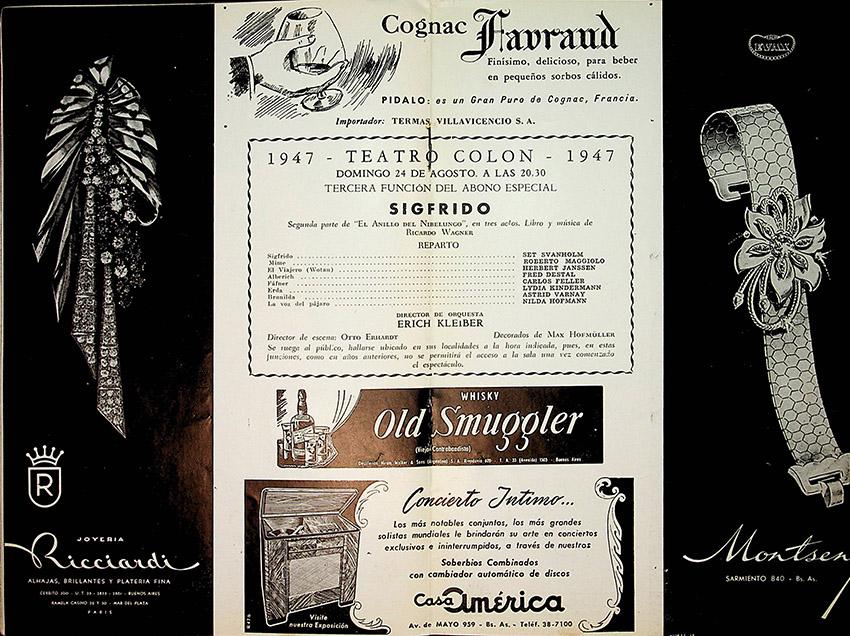 Cognac Favraud
Finísimo, delicioso, para beber
en pequeños sorbos cálidos.
PIDALO: es un Gran Puro de Cognac, Francia.
Importador: TERMAS VILLAVICENCIO S. A.
1947 - TEATRO COLON - 1947
DOMINGO 24 DE AGOSTO. A LAS 20.30
TERCERA FUNCIÓN DEL ABONO ESPECIAL
SIGFRIDO
Segunda parte de "EL ANILLO DEL NIBELUNGO", en tres actos. Libro y música de
RICARDO WAGNER
REPARTO
Sigfrido SET SVANHOLM
Mime ROBERTO MAGGIOLO
El Viajero (Wotan) HERBERT JANSSEN
Alberich FRED DESTAL
Fáfner CARLOS FELLER
Erda LYDIA KINDERMANN
Brunilda ASTRID VARNAY
La voz del pájaro NILDA HOFMANN
DIRECTOR DE ORQUESTA
ERICH KLEIBER
Director de escena: OTTO ERHARDT Decorados de MAX HOFMÜLLER
Se ruega al público, hallarse ubicado en sus localidades a la hora indicada, pues, en estas
funciones, como en años anteriores, no se permitirá el acceso a la sala una vez comenzado
el espectáculo.
WHISKY
Old Smuggler
(Viejo Contrabandista)
Concierto Intimo...
Los más notables conjuntos, los más grandes
solistas mundiales le brindarán su arte en conciertos
exclusivos e ininterrumpidos, a través de nuestros
Soberbios Combinados
con cambiador automático de discos
Casa América
Av. de MAYO 959 - Bs. As. - Teléf. 38-7100
Visite
nuestra Exposición
R
JOYERIA
Ricciardi
ALHAJAS, BRILLANTES Y PLATERIA FINA
BUENOS AIRES
MAR DEL PLATA
PARIS
Montsen
SARMIENTO 840 - Bs. As.